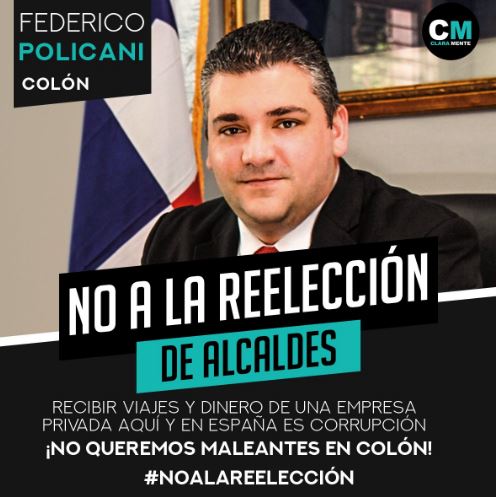 FEDERICO
POLICANI
COLÓN
CM
CLARA MENTE
NO A LA REELECCIÓN
DE ALCALDES
RECIBIR VIAJES Y DINERO DE UNA EMPRESA
PRIVADA AQUÍ Y EN ESPAÑA ES CORRUPCIÓN
¡NO QUEREMOS MALEANTES EN COLÓN!
#NOALAREELECCIÓN